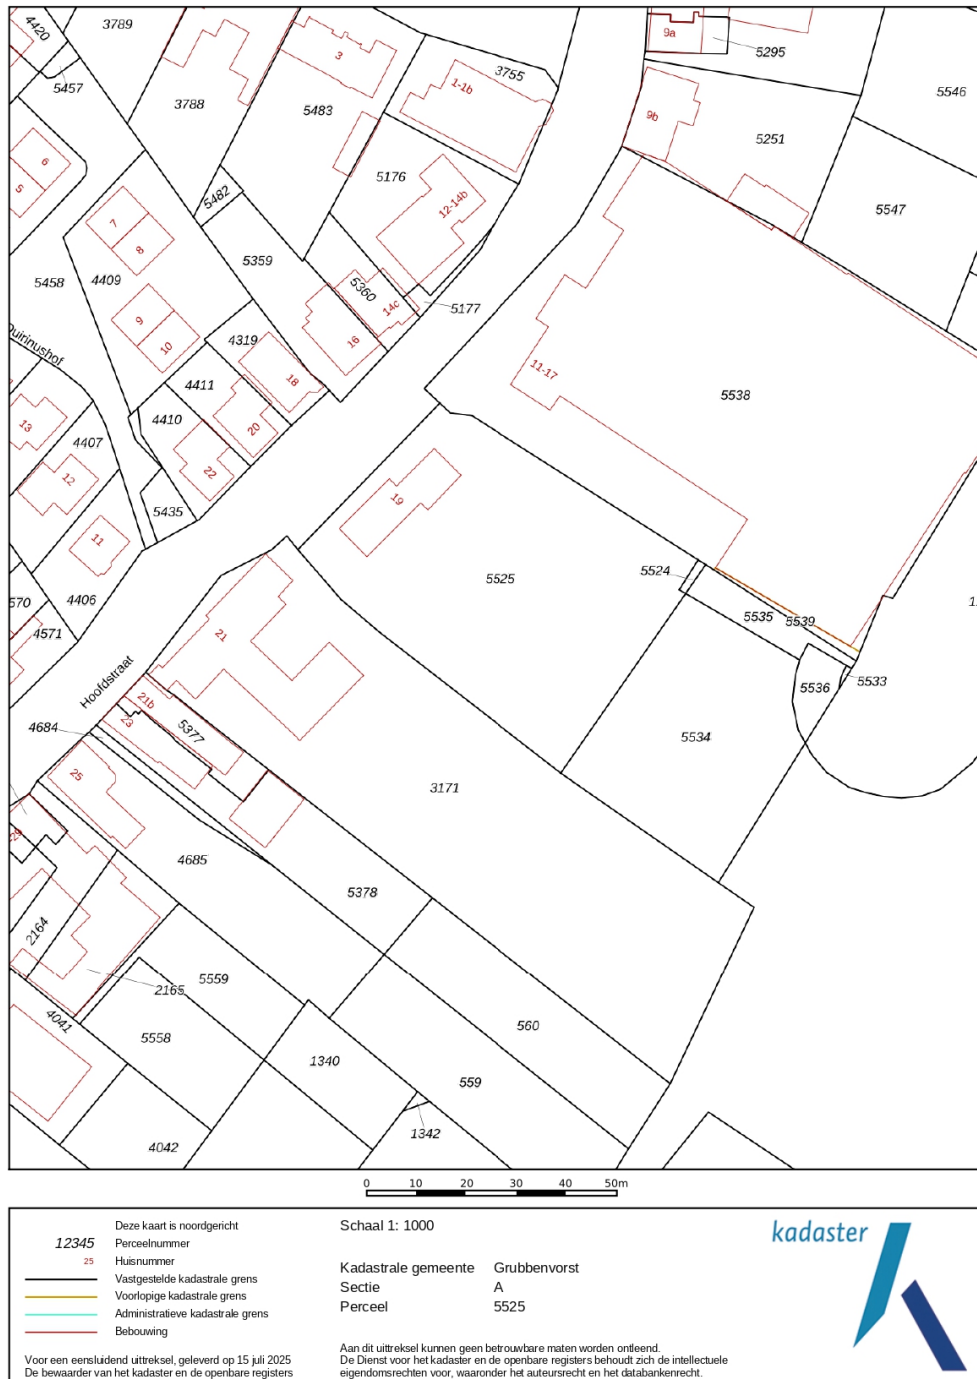 4420
3789
5457
3788
3
5483
3755
1-1b
9a
5295
5546
9b
5251
5547
6
5
5482
5176
12-14b
7
8
5359
5458
4409
5360
14c
5177
9
10
16
Quirinushof
4319
18
11-17
5538
4411
4410
20
13
4407
22
12
19
5435
11
5524
5525
570
4406
5535
5539
4571
21
Hoofdstraat
5536
5533
21b
23
5377
4684
5534
25
3171
29
4685
5378
2164
5559
2165
4041
5558
560
1340
559
1342
4042
0 10 20 30 40 50m
Deze kaart is noordgericht
12345 Perceelnummer
25 Huisnummer
Vastgestelde kadastrale grens
Voorlopige kadastrale grens
Administratieve kadastrale grens
Bebouwing
Voor een eensluidend uittreksel, geleverd op 15 juli 2025
De bewaarder van het kadaster en de openbare registers
Schaal 1: 1000
Kadastrale gemeente Grubbenvorst
Sectie A
Perceel 5525
Aan dit uittreksel kunnen geen betrouwbare maten worden ontleend.
De Dienst voor het kadaster en de openbare registers behoudt zich de intellectuele
eigendomsrechten voor, waaronder het auteursrecht en het databankenrecht.
kadaster